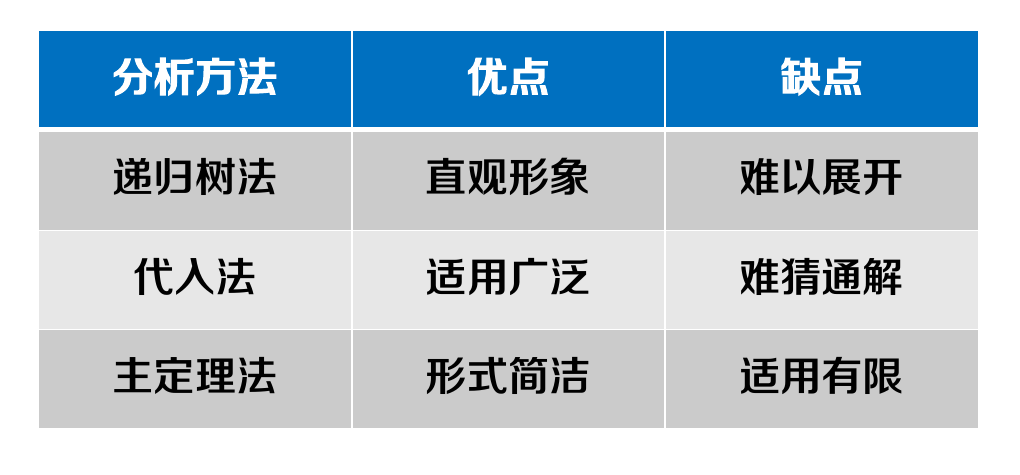 分析方法 优点 缺点
递归树法 直观形象 难以展开
代入法 适用广泛 难猜通解
主定理法 形式简洁 适用有限